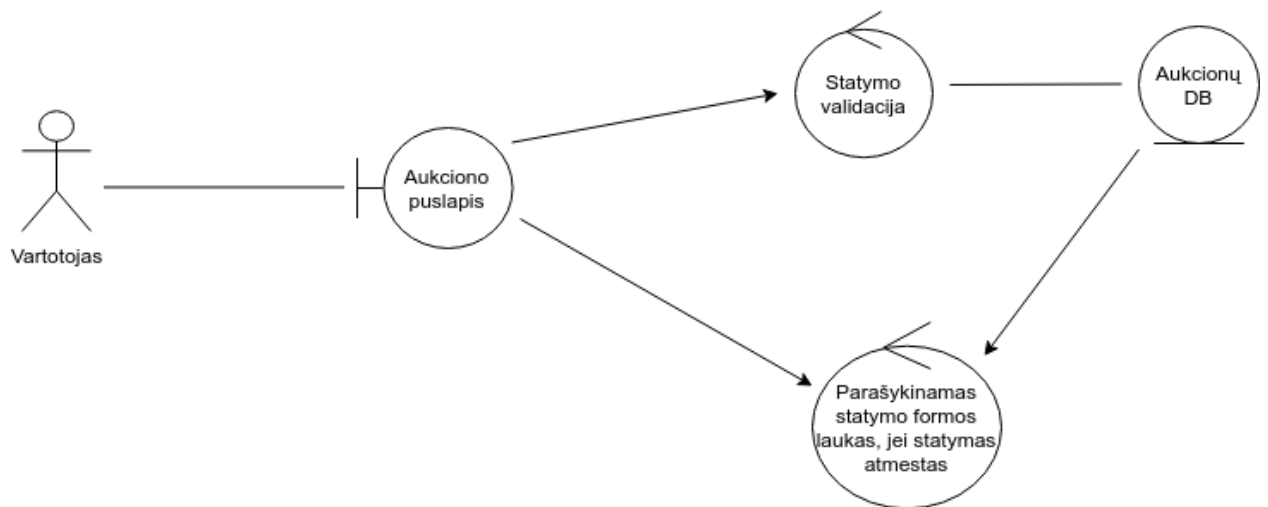 Statymo
validacija
Aukcionų
DB
Aukciono
puslapis
Vartotojas
Parašykinamas
statymo formos
laukas, jei statymas
atmestas